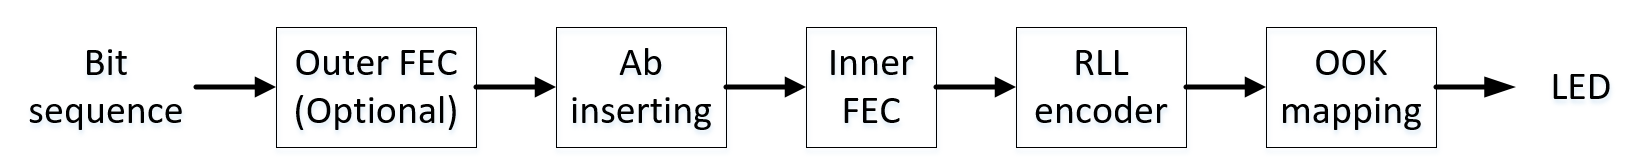 Bit
sequence
Outer FEC
(Optional)
Ab
inserting
Inner
FEC
RLL
encoder
OOK
mapping
LED